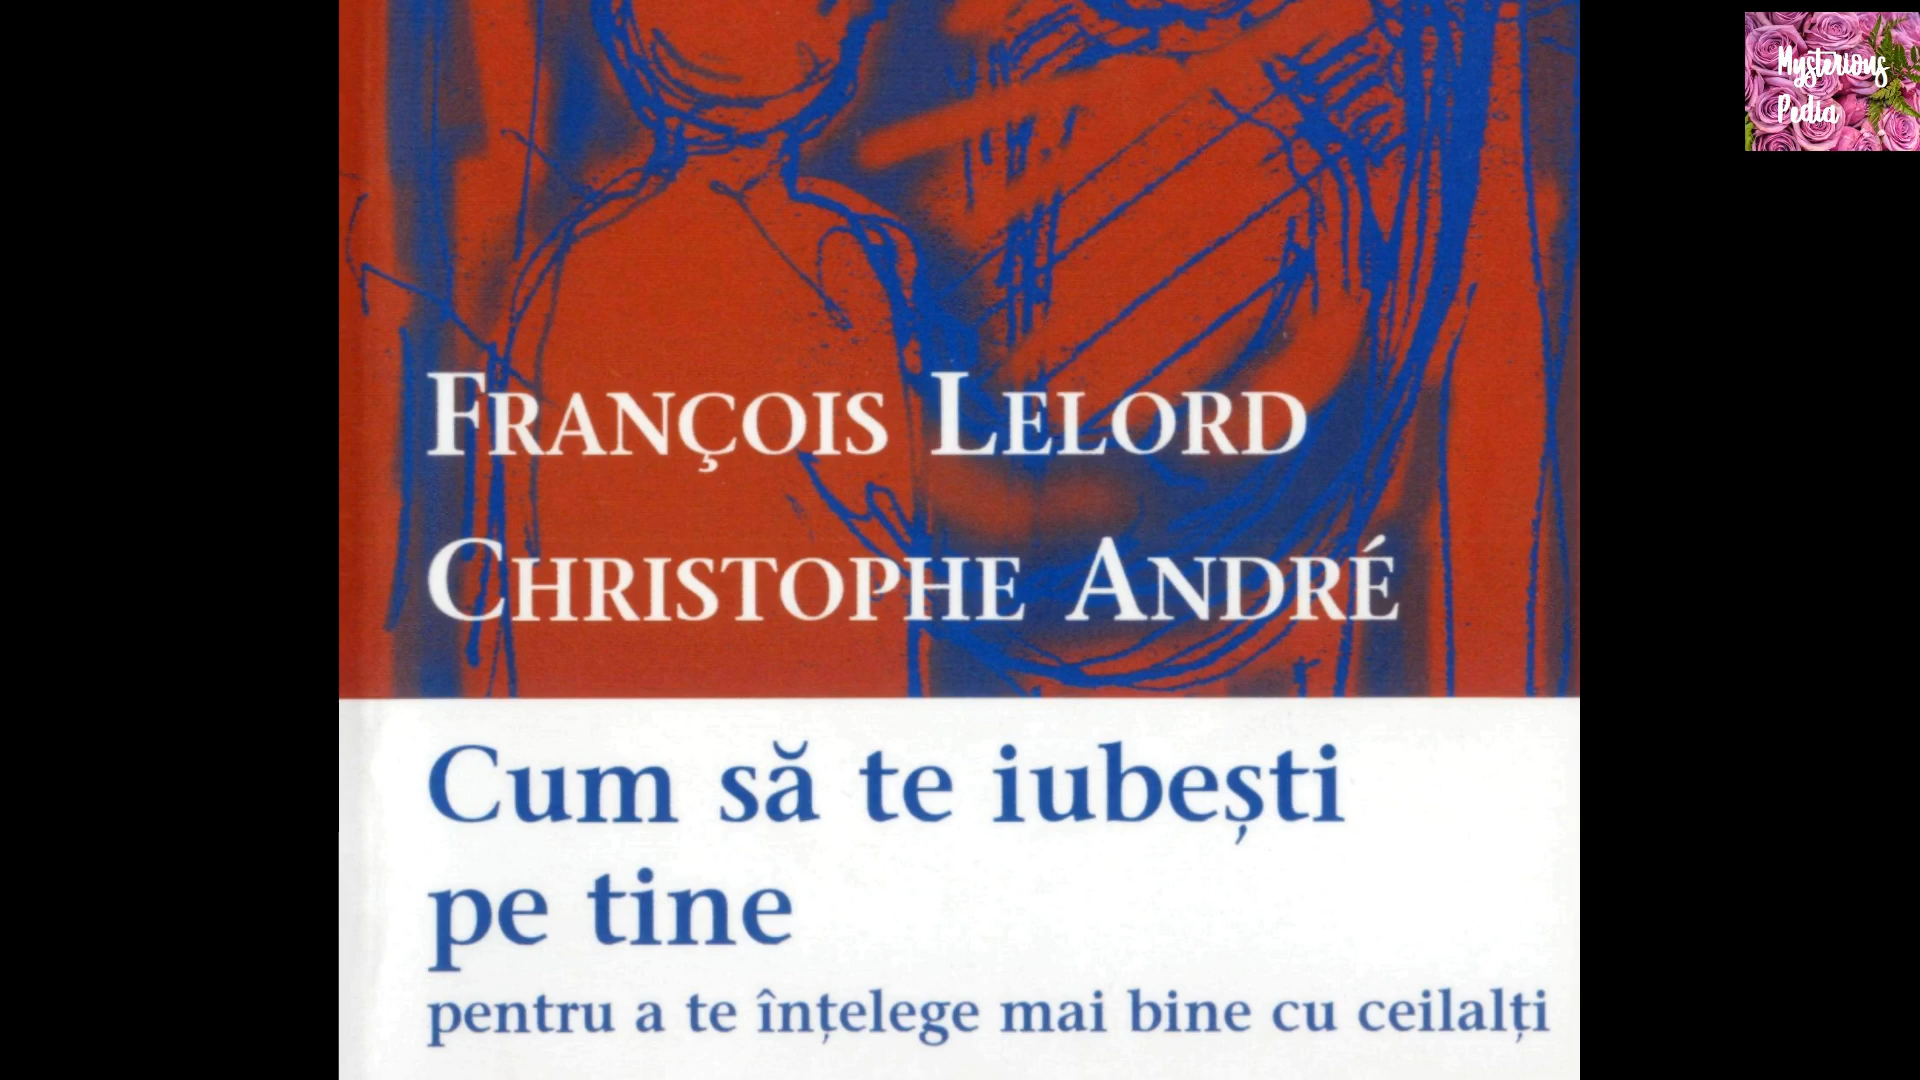 Mysterious
Pedia
FRANÇOIS LELORD
CHRISTOPHE ANDRÉ
Cum să te iubești
pe tine
pentru a te înțelege mai bine cu ceilalți